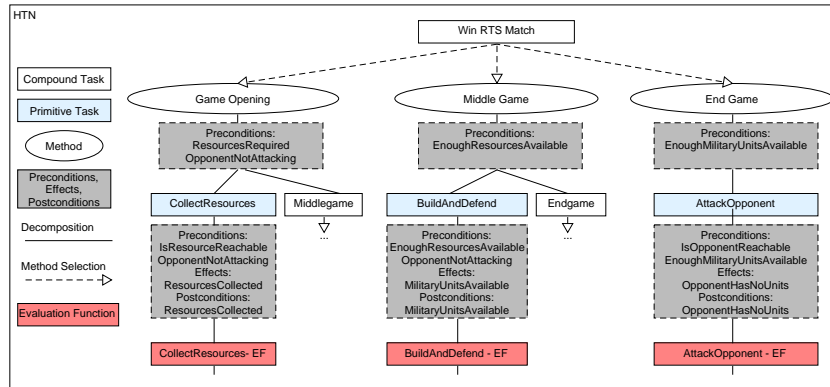 HTN
Win RTS Match
Compound Task
Primitive Task
Method
Preconditions,
Effects,
Postconditions
Decomposition
Method Selection
Evaluation Function
Game Opening
Preconditions:
ResourcesRequired
OpponentNotAttacking
CollectResources
Middlegame
...
Preconditions:
IsResourceReachable
OpponentNotAttacking
Effects:
ResourcesCollected
Postconditions:
ResourcesCollected
CollectResources- EF
Middle Game
Preconditions:
EnoughResourcesAvailable
BuildAndDefend
Endgame
...
Preconditions:
EnoughResourcesAvailable
OpponentNotAttacking
Effects:
MilitaryUnitsAvailable
Postconditions:
MilitaryUnitsAvailable
BuildAndDefend - EF
End Game
Preconditions:
EnoughMilitaryUnitsAvailable
AttackOpponent
Preconditions:
IsOpponentReachable
EnoughMilitaryUnitsAvailable
Effects:
OpponentHasNoUnits
Postconditions:
OpponentHasNoUnits
AttackOpponent - EF